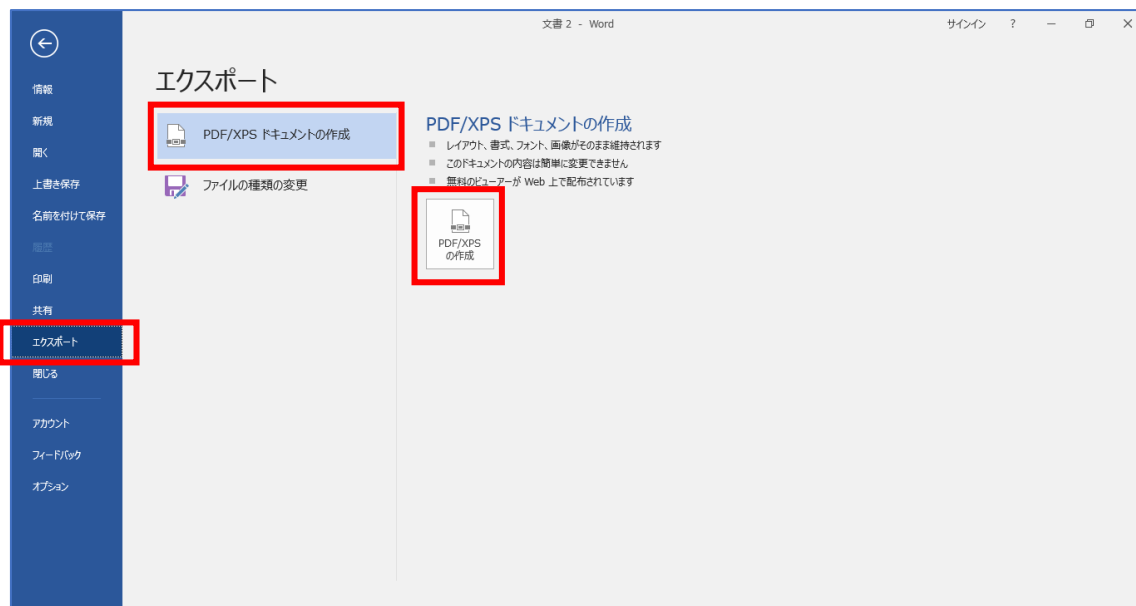 文書 2 - Word
サインイン ?
情報
新規
開く
上書き保存
名前を付けて保存
履歴
印刷
共有
エクスポート
閉じる
アカウント
フィードバック
オプション
エクスポート
PDF/XPS ドキュメントの作成
ファイルの種類の変更
PDF/XPS ドキュメントの作成
レイアウト、書式、フォント、画像がそのまま維持されます
このドキュメントの内容は簡単に変更できません
無料のビューアーが Web 上で配布されています
PDF/XPS
の作成